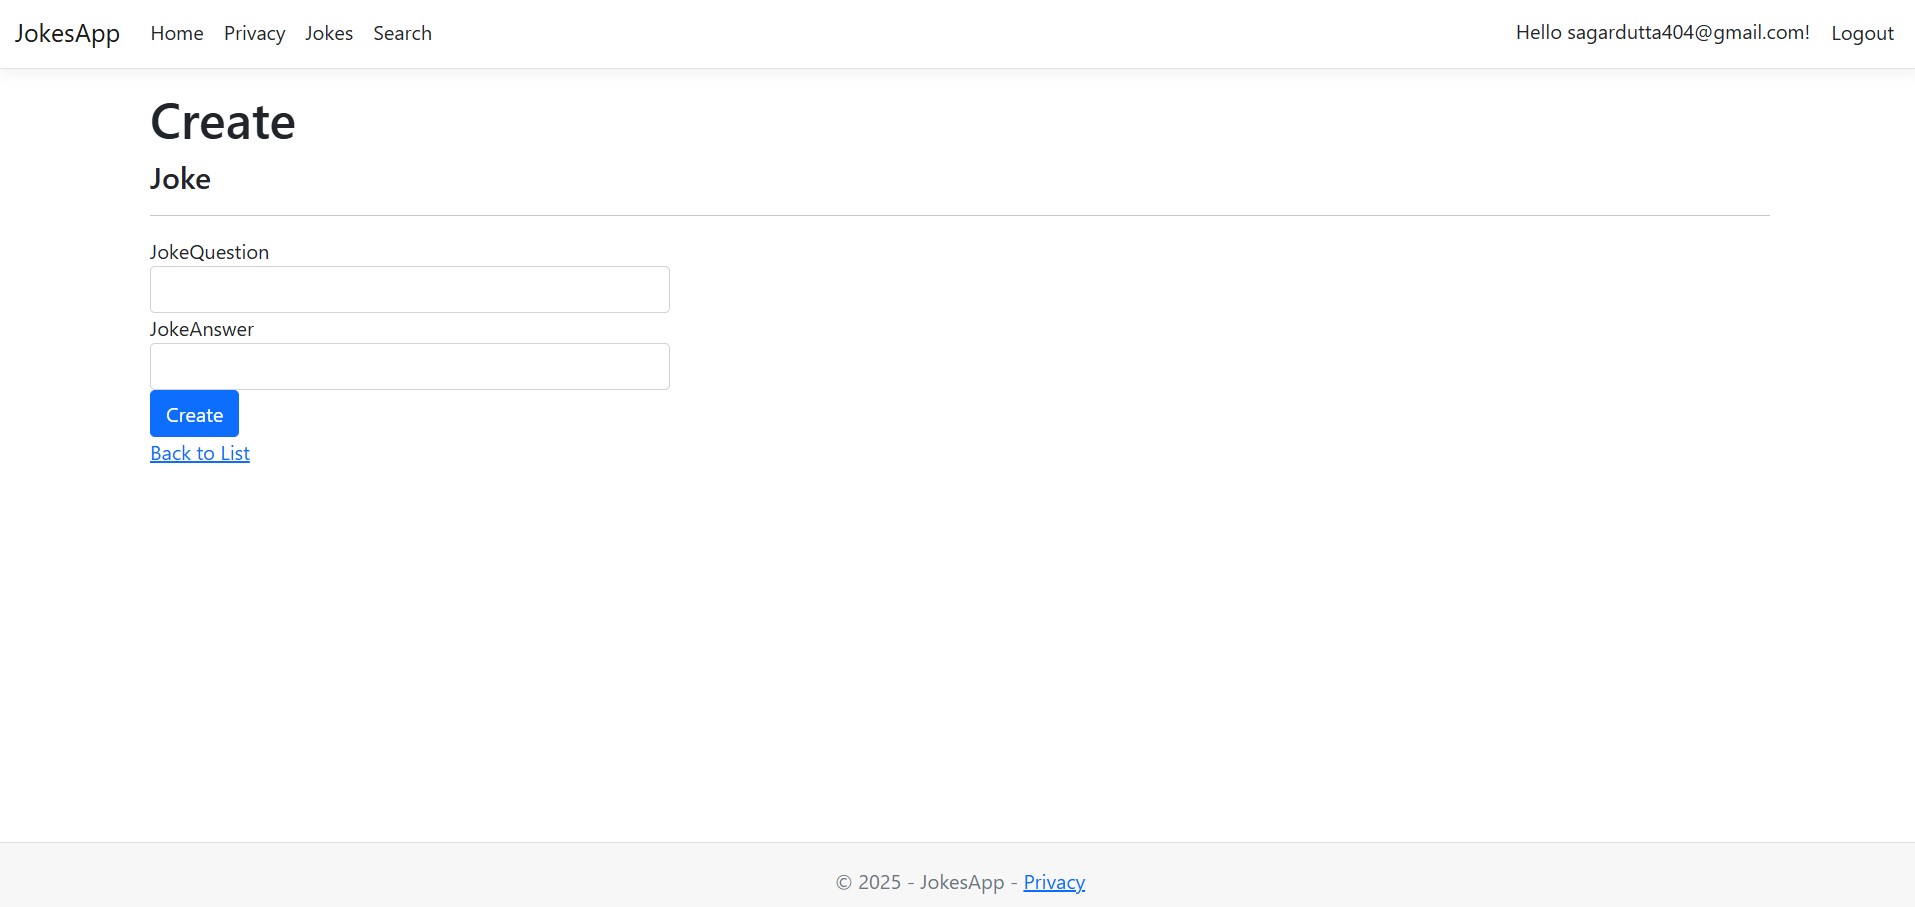 JokesApp Home Privacy Jokes Search Hello sagardutta404@gmail.com! Logout
Create
Joke
JokeQuestion
JokeAnswer
Create
Back to List
© 2025 - JokesApp - Privacy